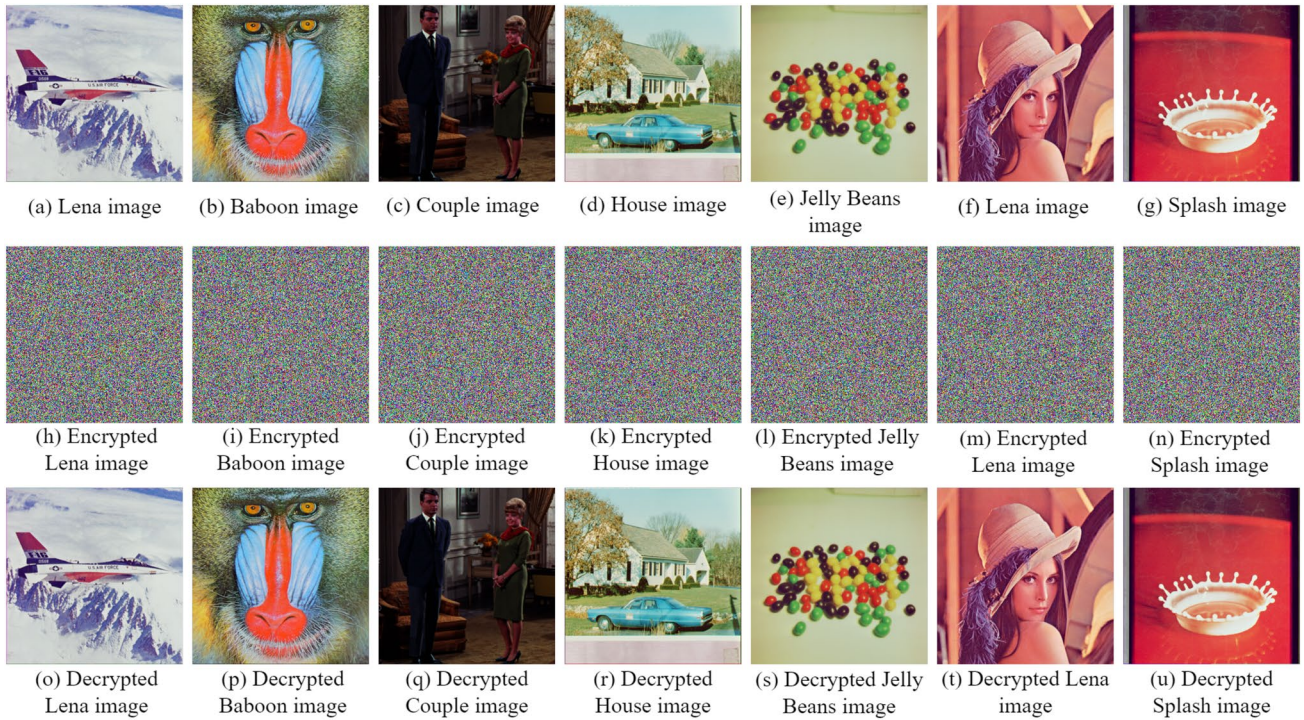 F-16
U.S. AIR FORCE
(a) Lena image
(b) Baboon image
(c) Couple image
(d) House image
(e) Jelly Beans
image
(f) Lena image
(g) Splash image
(h) Encrypted
Lena image
(i) Encrypted
Baboon image
(j) Encrypted
Couple image
(k) Encrypted
House image
(l) Encrypted Jelly
Beans image
(m) Encrypted
Lena image
(n) Encrypted
Splash image
F-16
U.S. AIR FORCE
(o) Decrypted
Lena image
(p) Decrypted
Baboon image
(q) Decrypted
Couple image
(r) Decrypted
House image
(s) Decrypted Jelly
Beans image
(t) Decrypted Lena
image
(u) Decrypted
Splash image